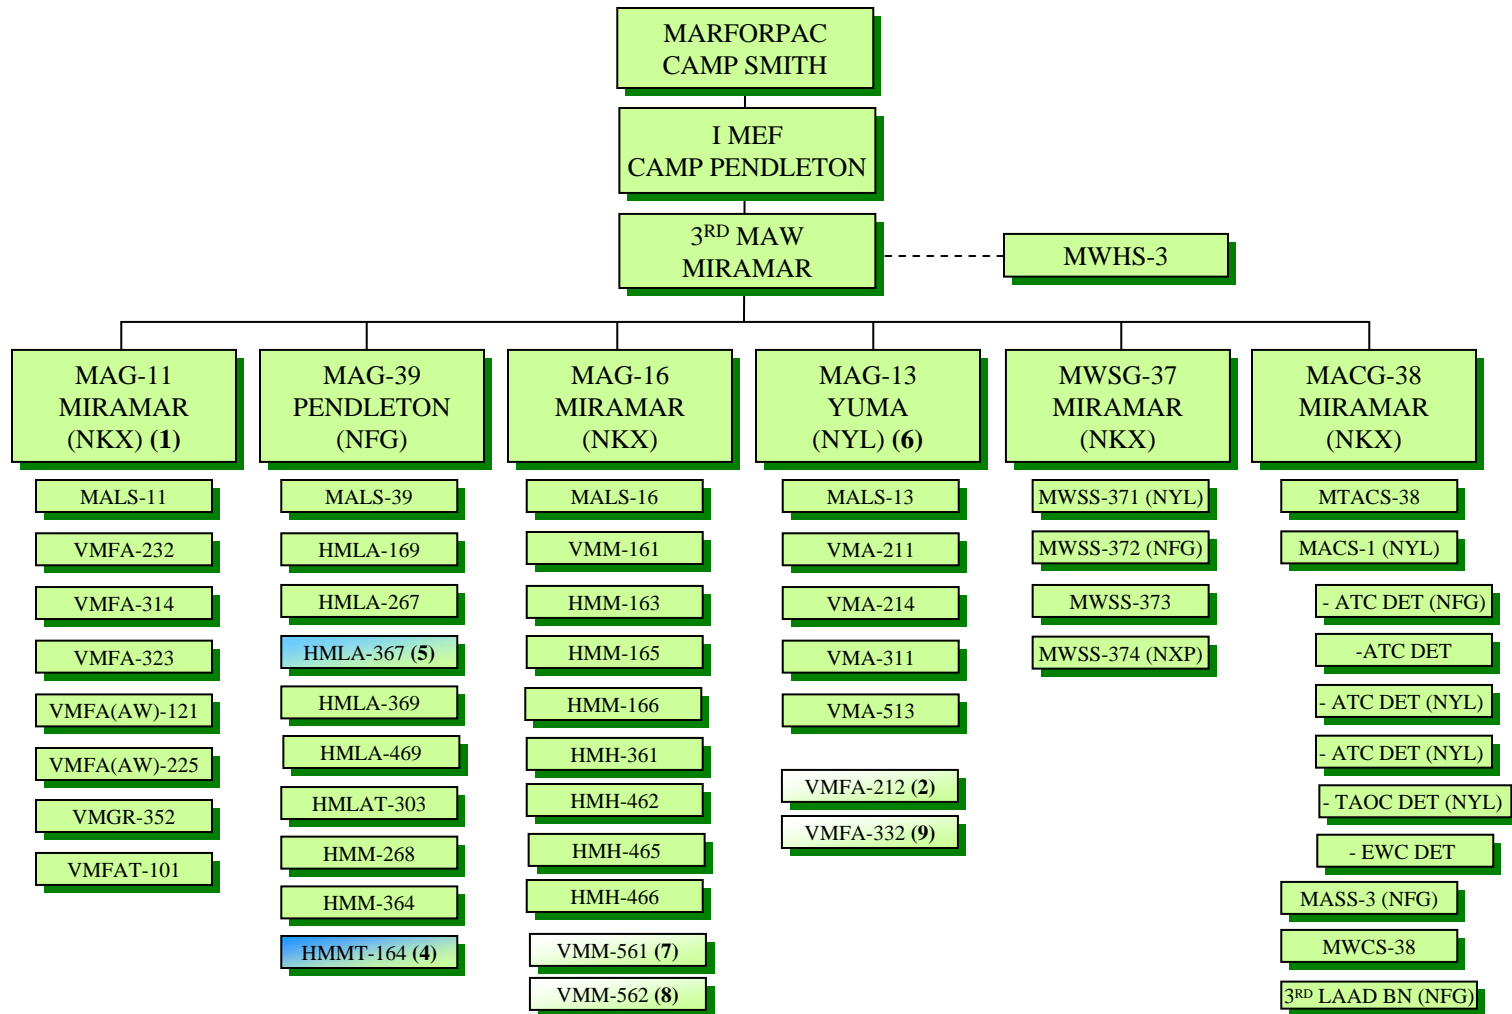 MARFORPAC
CAMP SMITH
I MEF
CAMP PENDLETON
3RD MAW
MIRAMAR
MWHS-3
MAG-11
MIRAMAR
(NKX) (1)
MALS-11
VMFA-232
VMFA-314
VMFA-323
VMFA(AW)-121
VMFA(AW)-225
VMGR-352
VMFAT-101
MAG-39
PENDLETON
(NFG)
MALS-39
HMLA-169
HMLA-267
HMLA-367 (5)
HMLA-369
HMLA-469
HMLAT-303
HMM-268
HMM-364
HMMT-164 (4)
MAG-16
MIRAMAR
(NKX)
MALS-16
VMM-161
HMM-163
HMM-165
HMM-166
HMH-361
HMH-462
HMH-465
HMH-466
VMM-561 (7)
VMM-562 (8)
MAG-13
YUMA
(NYL) (6)
MALS-13
VMA-211
VMA-214
VMA-311
VMA-513
VMFA-212 (2)
VMFA-332 (9)
MWSG-37
MIRAMAR
(NKX)
MWSS-371 (NYL)
MWSS-372 (NFG)
MWSS-373
MWSS-374 (NXP)
MACG-38
MIRAMAR
(NKX)
MTACS-38
MACS-1 (NYL)
- ATC DET (NFG)
-ATC DET
- ATC DET (NYL)
- ATC DET (NYL)
- TAOC DET (NYL)
- EWC DET
MASS-3 (NFG)
MWCS-38
3RD LAAD BN (NFG)